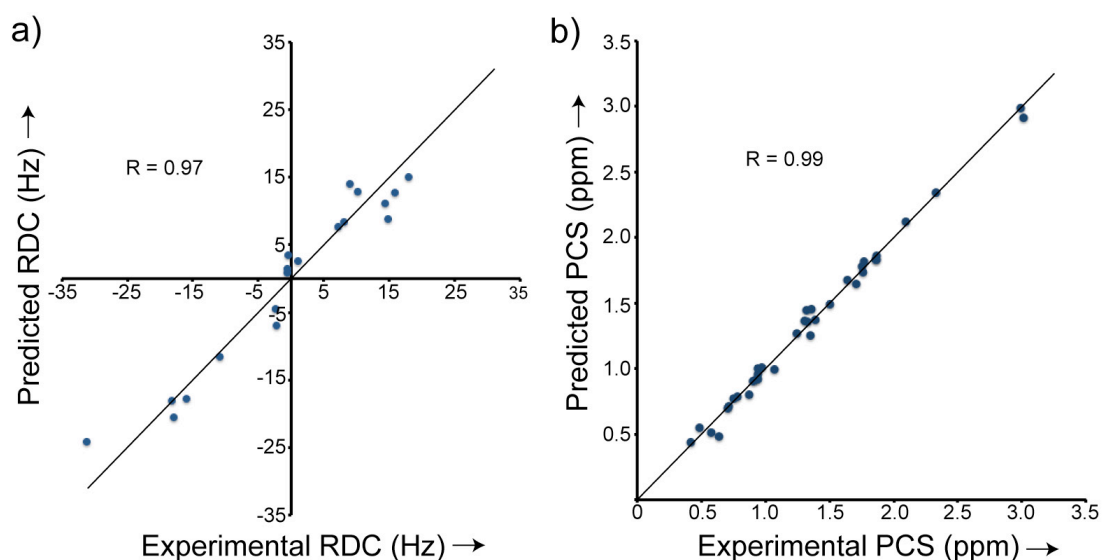 a)
Predicted RDC (Hz) →
R = 0.97
35
25
15
5
-5
-15
-25
-35
-35 -25 -15 -5 5 15 25 35
Experimental RDC (Hz) →
b)
Predicted PCS (ppm) →
R = 0.99
3.5
3.0
2.5
2.0
1.5
1.0
0.5
0 0.5 1.0 1.5 2.0 2.5 3.0 3.5
Experimental PCS (ppm) →